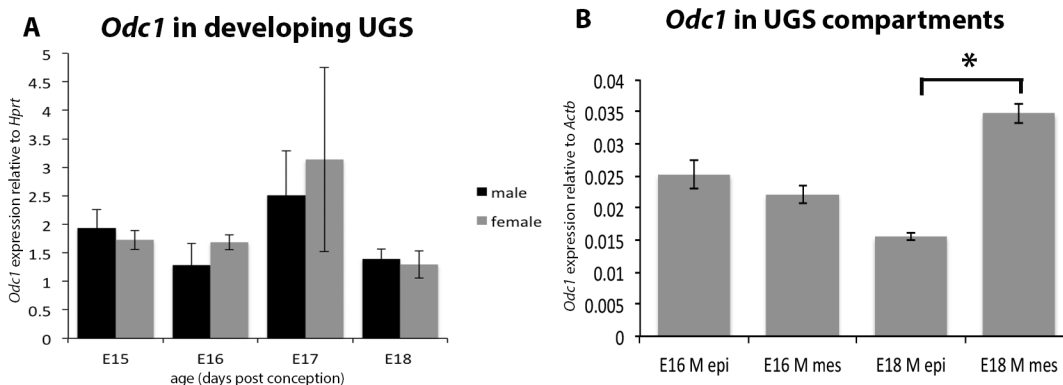 A
Odc1 in developing UGS
Odc1 expression relative to Hprt
5
4.5
4
3.5
3
2.5
2
1.5
1
0.5
0
E15 E16 E17 E18
age (days post conception)
male
female
B
Odc1 in UGS compartments
Odc1 expression relative to Actb
0.04
0.035
0.03
0.025
0.02
0.015
0.01
0.005
0
*
E16 M epi E16 M mes E18 M epi E18 M mes